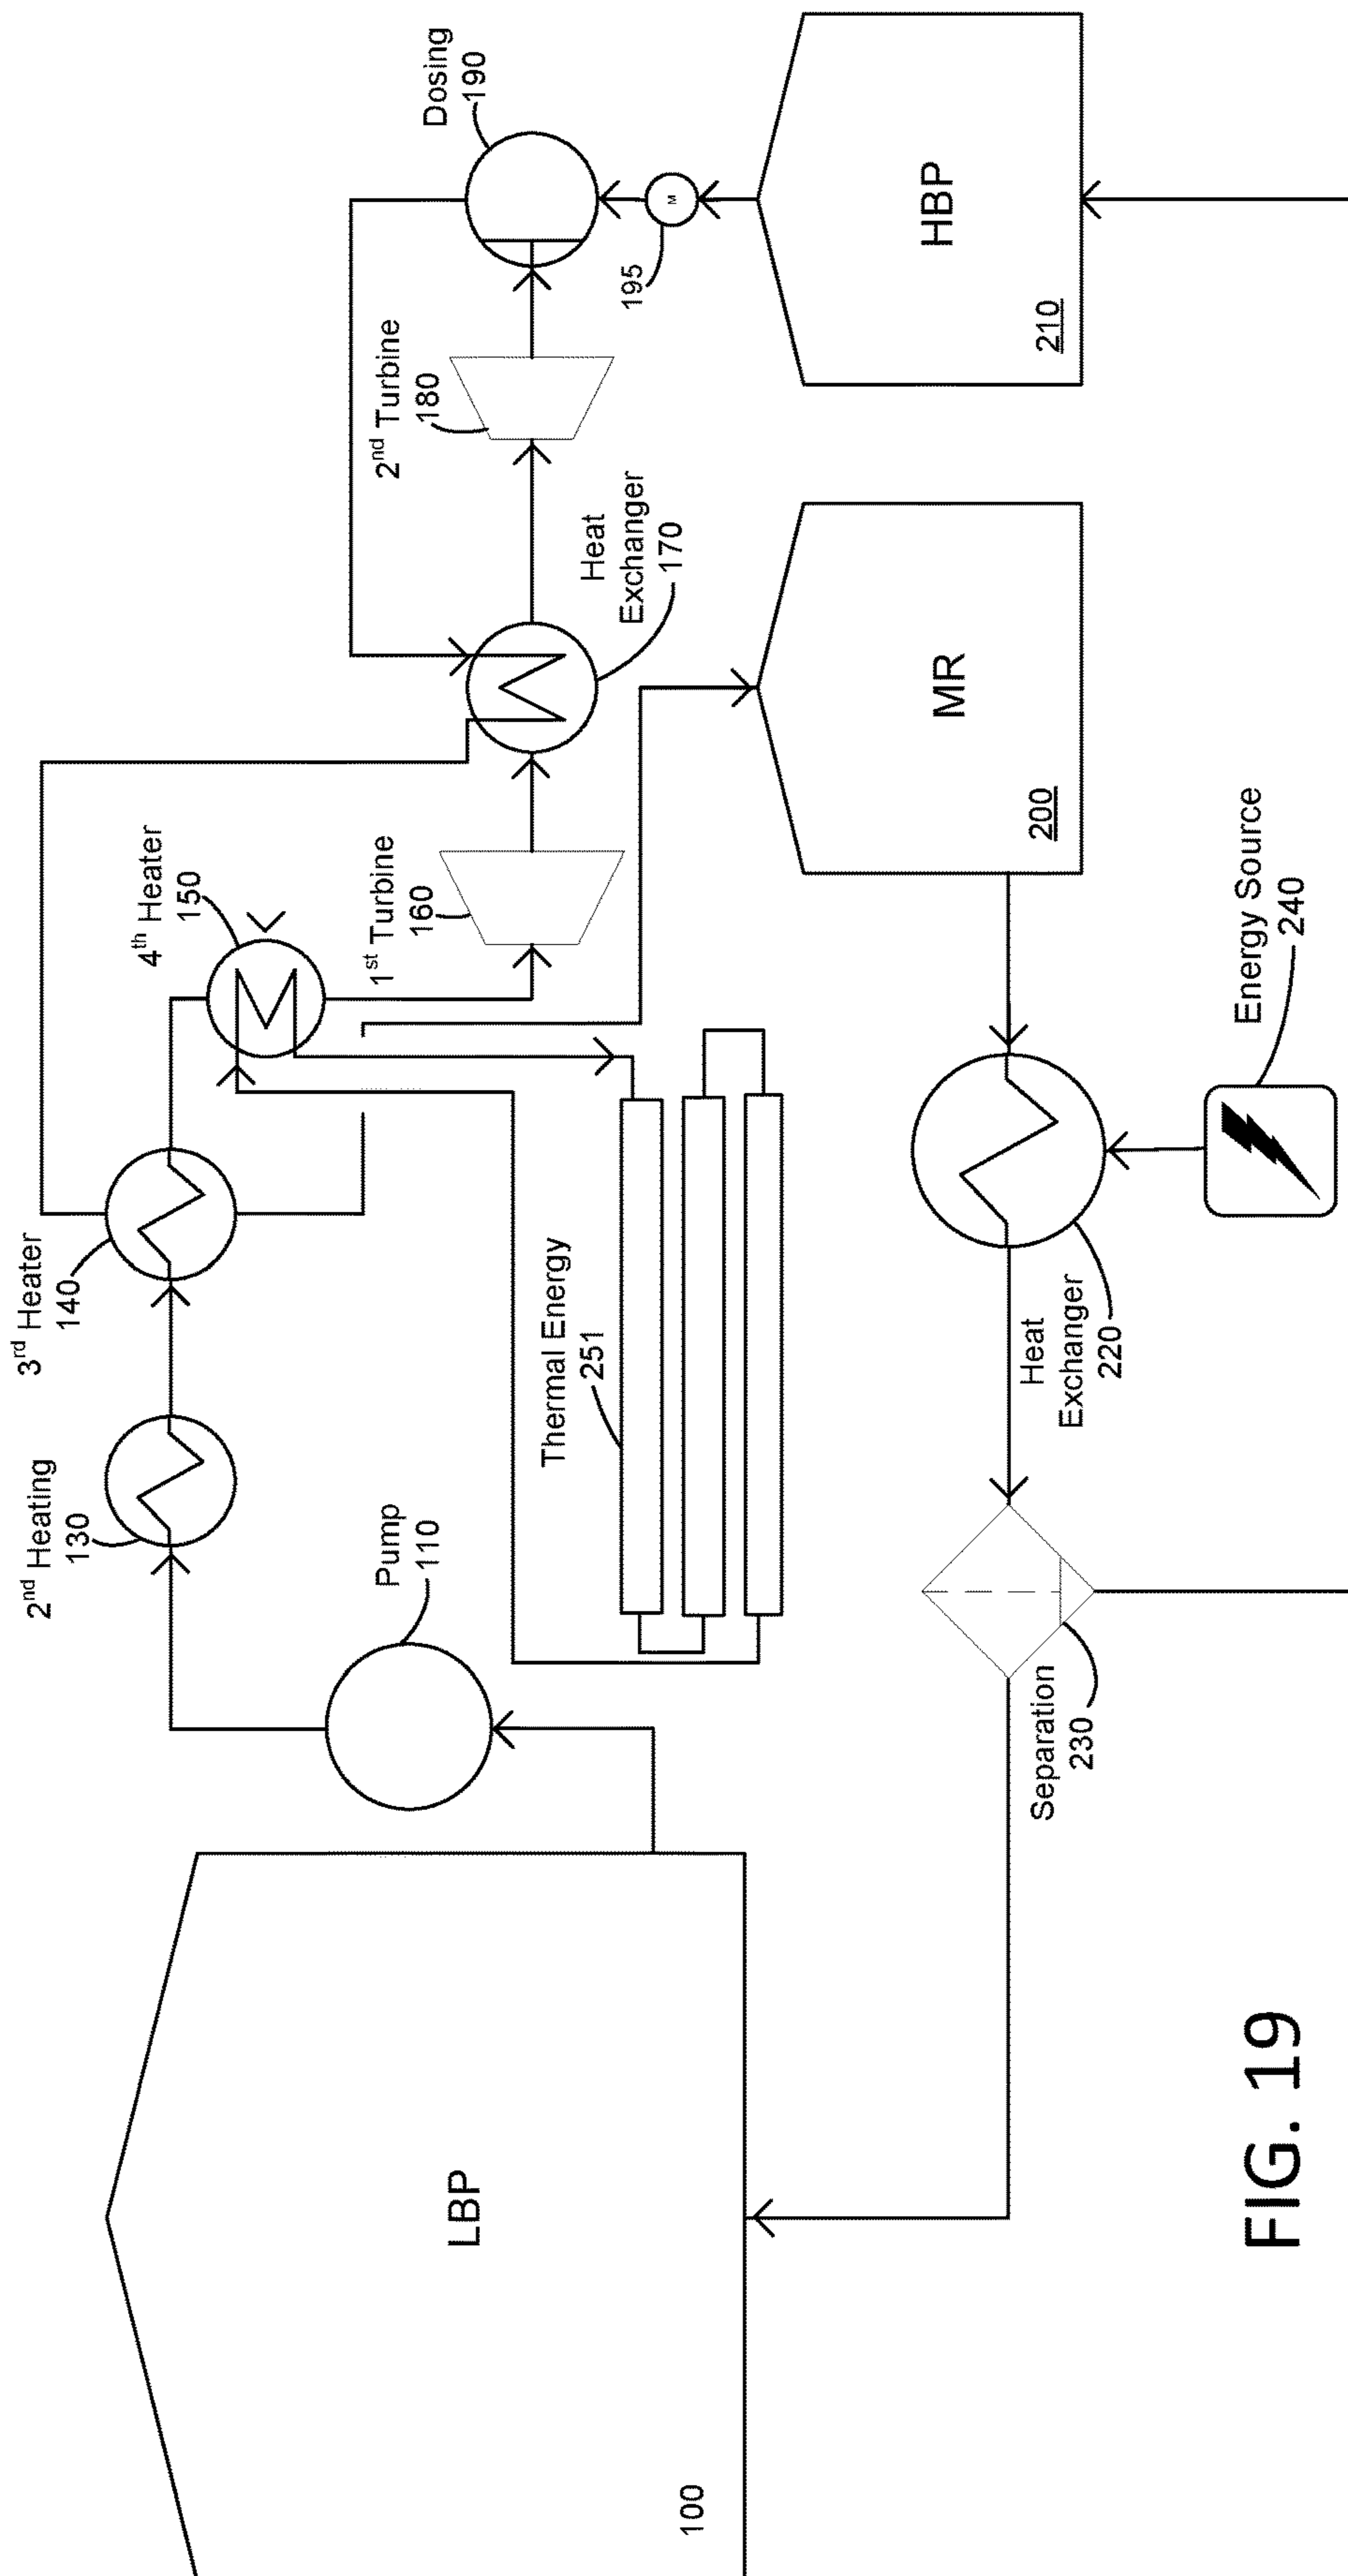 2nd Heating
130
3rd Heater
140
4th Heater
150
1st Turbine
160
2nd Turbine
180
Dosing
190
Pump
110
Heat
Exchanger
170
195
M
Thermal Energy
251
LBP
100
MR
200
HBP
210
Separation
230
Heat
Exchanger
220
Energy Source
240
FIG. 19